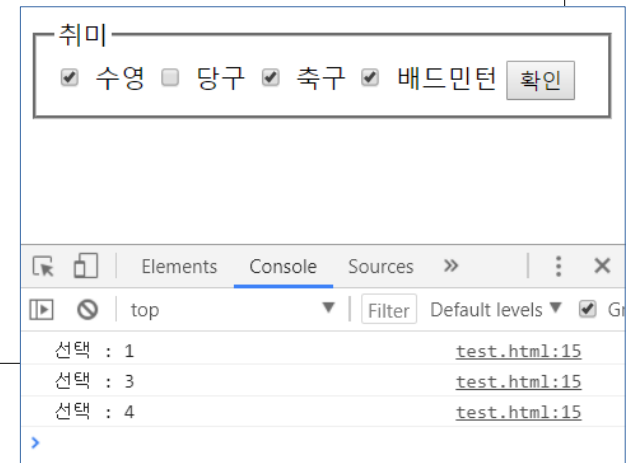 취미
수영 당구 축구 배드민턴 확인
Elements Console Sources
top Filter Default levels Gr
선택 : 1 test.html:15
선택 : 3 test.html:15
선택 : 4 test.html:15